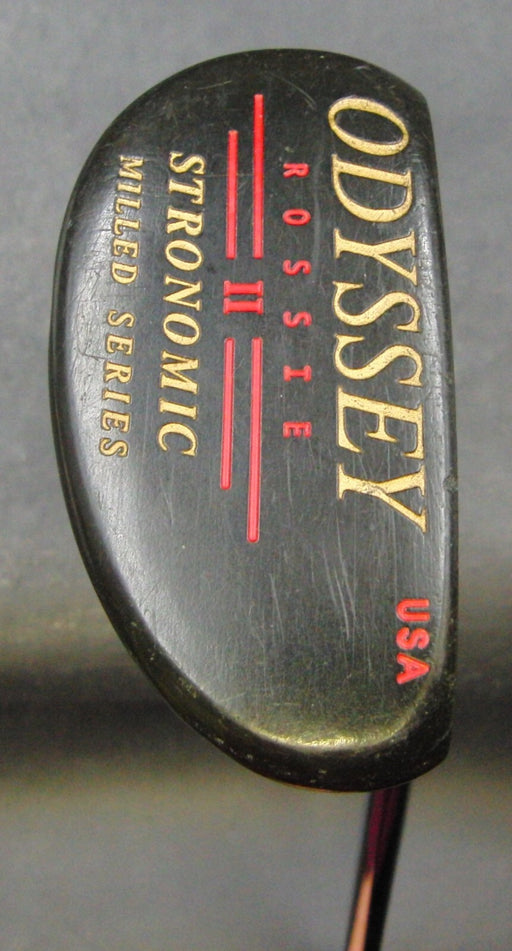 ODYSSEY
USA
ROSSIE
II
STRONOMIC
MILLED SERIES